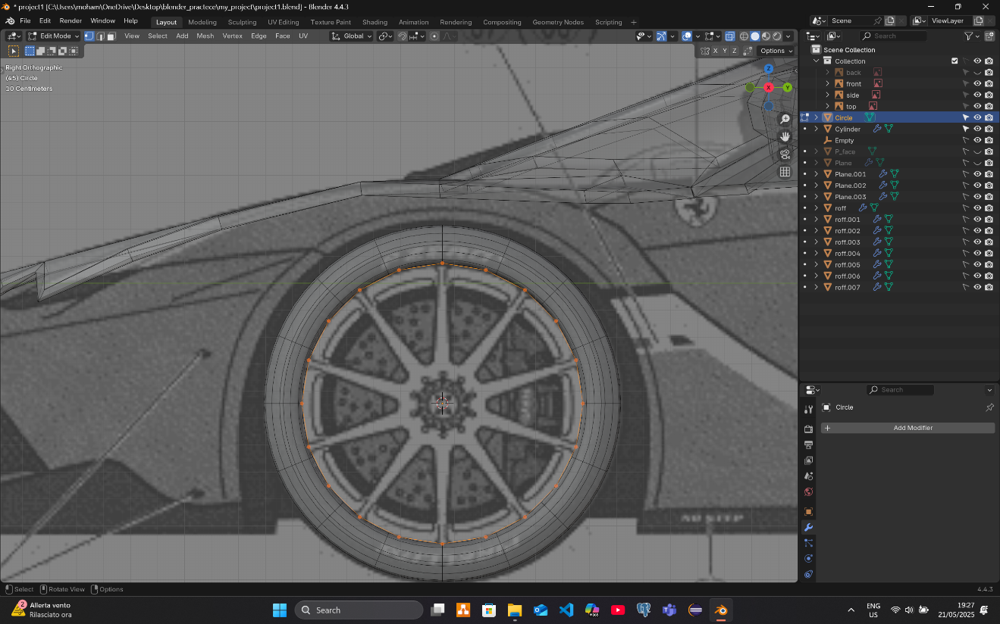 * project1 [C:\Users\moham\OneDrive\Desktop\blender_practece\my_project\project1.blend] - Blender 4.4.3
File Edit Render Window Help Layout Modeling Sculpting UV Editing Texture Paint Shading Animation Rendering Compositing Geometry Nodes Scripting + Scene ViewLayer
Edit Mode View Select Add Mesh Vertex Edge Face UV Global Search
X Y Z Options
Right Orthographic
(45) Circle
10 Centimeters
Z
X
Y
Scene Collection
Collection
back
front
side
top
Circle
Cylinder
Empty
P_face
Plane
Plane.001
Plane.002
Plane.003
roff
roff.001
roff.002
roff.003
roff.004
roff.005
roff.006
roff.007
Search
Circle
+ Add Modifier
NO STEP
Select Rotate View Options 4.4.3
2
Allerta vento
Rilasciato ora
Search
M365
ENG
US
19:27
21/05/2025